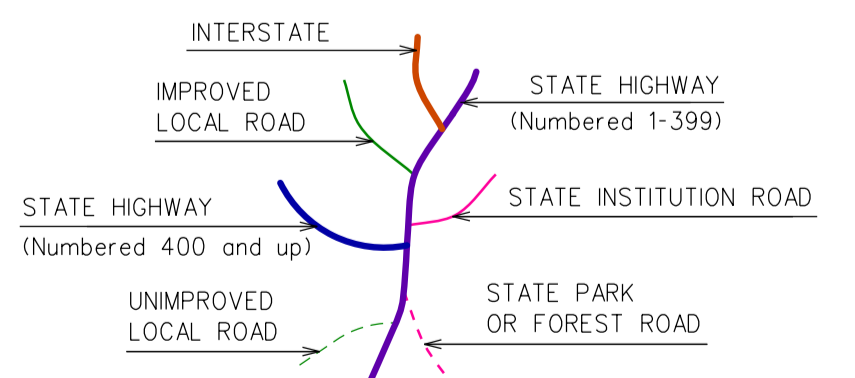 INTERSTATE
STATE HIGHWAY
(Numbered 1-399)
IMPROVED
LOCAL ROAD
STATE INSTITUTION ROAD
STATE HIGHWAY
(Numbered 400 and up)
STATE PARK
OR FOREST ROAD
UNIMPROVED
LOCAL ROAD